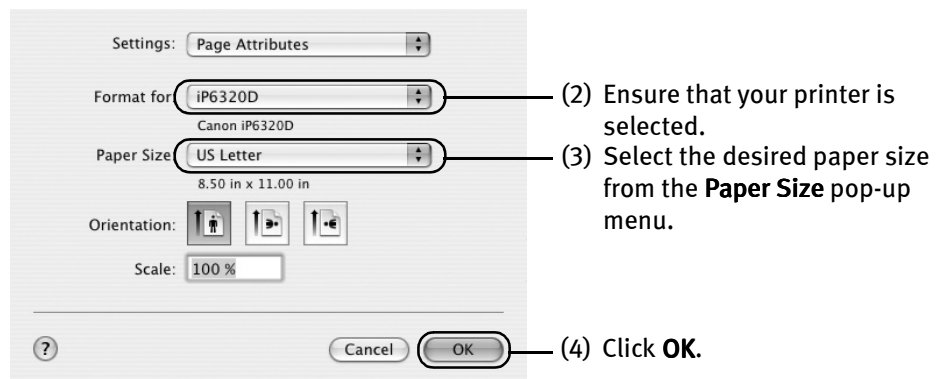 Settings: Page Attributes
Format for: iP6320D
Canon iP6320D
(2) Ensure that your printer is
selected.
Paper Size: US Letter
8.50 in x 11.00 in
(3) Select the desired paper size
from the Paper Size pop-up
menu.
Orientation:
Scale: 100 %
? Cancel OK
(4) Click OK.